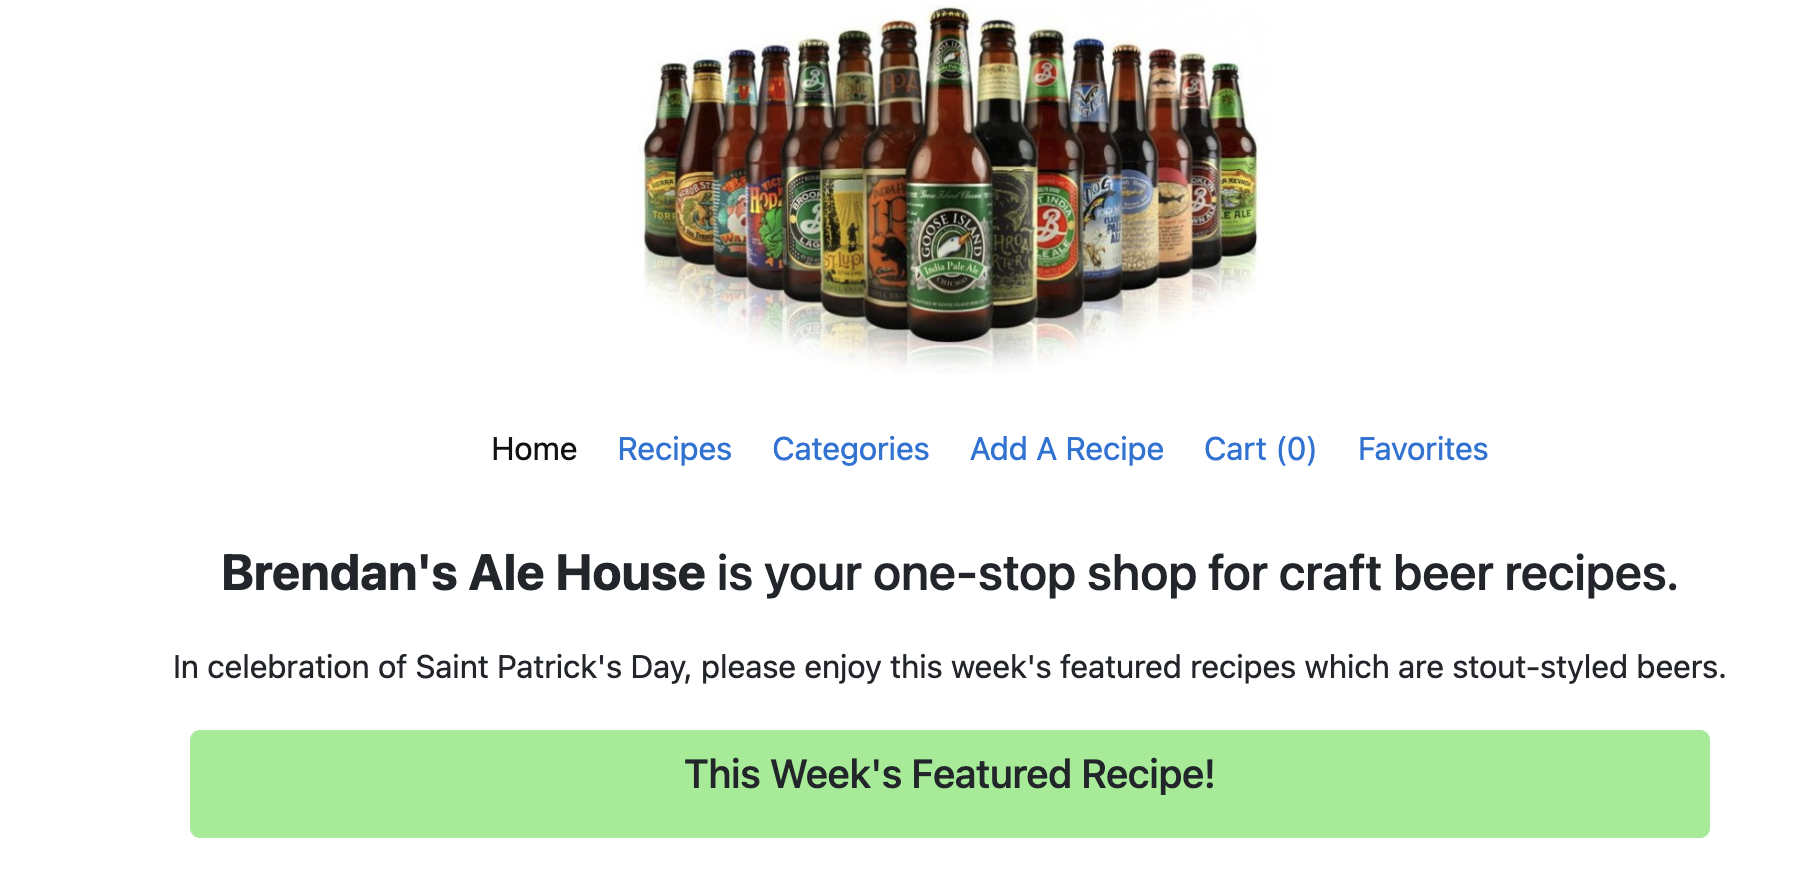 GOOSE ISLAND
India Pale Ale
CHICAGO
Home Recipes Categories Add A Recipe Cart (0) Favorites
Brendan's Ale House is your one-stop shop for craft beer recipes.
In celebration of Saint Patrick's Day, please enjoy this week's featured recipes which are stout-styled beers.
This Week's Featured Recipe!